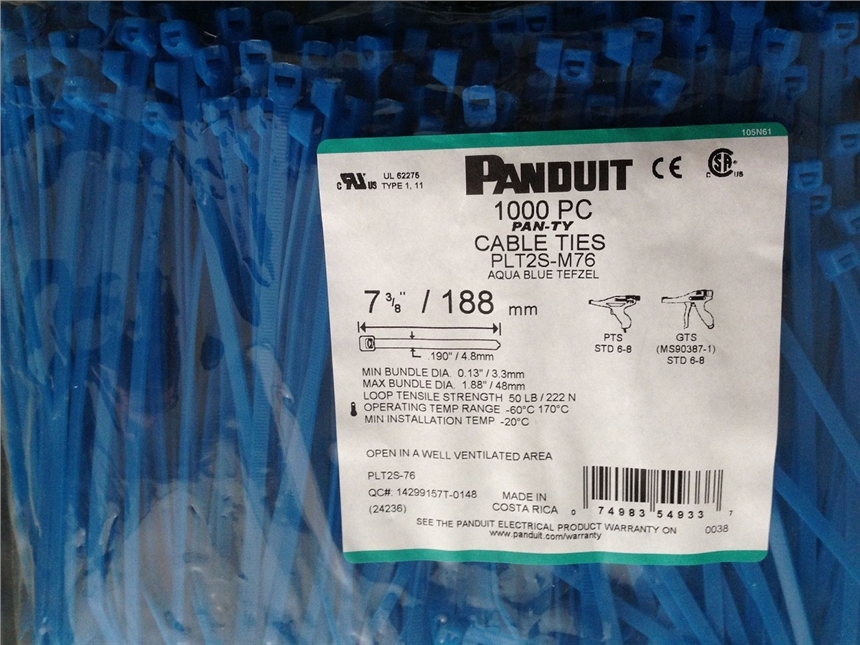 105N61
c RU US UL 62275
TYPE 1, 11
PANDUIT CE
c SA® US
1000 PC
PAN-TY
CABLE TIES
PLT2S-M76
AQUA BLUE TEFZEL
7 3/8" / 188 mm
.190" / 4.8mm
PTS
STD 6-8
GTS
(MS90387-1)
STD 6-8
MIN BUNDLE DIA. 0.13" / 3.3mm
MAX BUNDLE DIA. 1.88" / 48mm
LOOP TENSILE STRENGTH 50 LB / 222 N
OPERATING TEMP RANGE -60°C 170°C
MIN INSTALLATION TEMP -20°C
OPEN IN A WELL VENTILATED AREA
PLT2S-76
QC#: 14299157T-0148
(24236)
MADE IN
COSTA RICA
0 74983 54933 7
SEE THE PANDUIT ELECTRICAL PRODUCT WARRANTY ON
www.panduit.com/warranty
0038